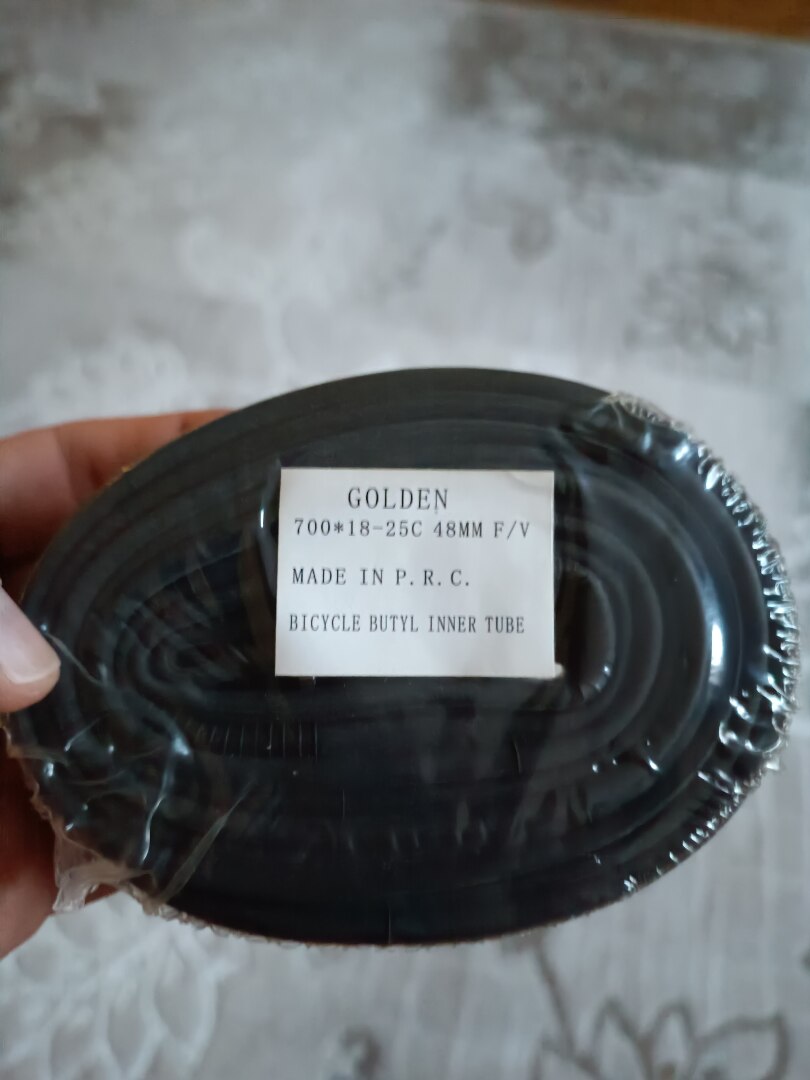 GOLDEN
700*18-25C 48MM F/V
MADE IN P.R.C.
BICYCLE BUTYL INNER TUBE